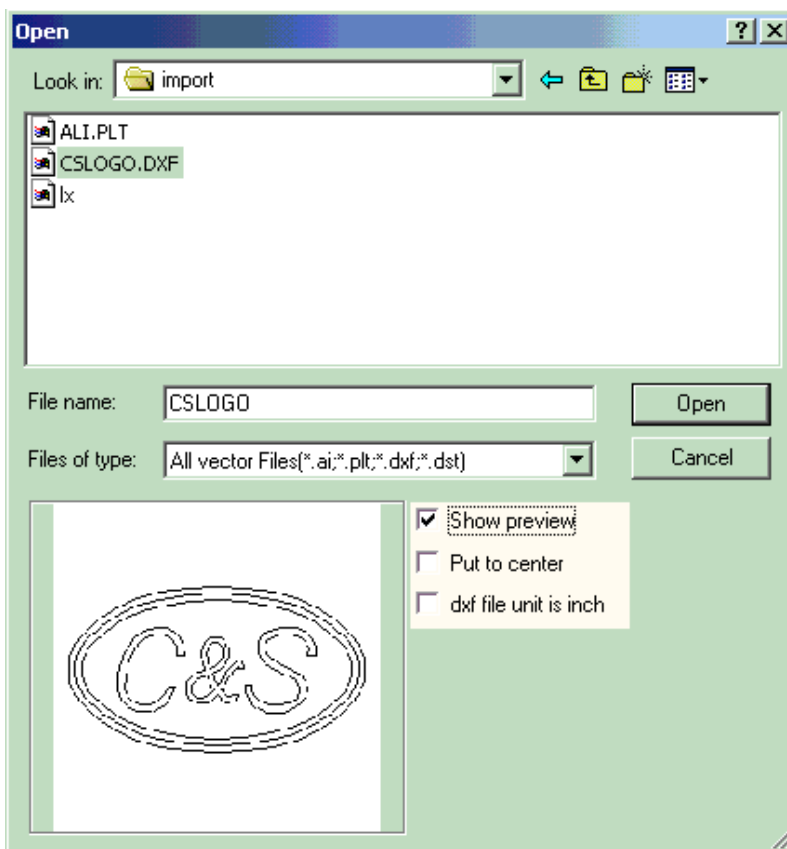 Open
Look in: import
ALI.PLT
CSLOGO.DXF
lx
File name: CSLOGO Open
Files of type: All vector Files(*.ai;*.plt;*.dxf;*.dst) Cancel
Show preview
Put to center
dxf file unit is inch
C&S